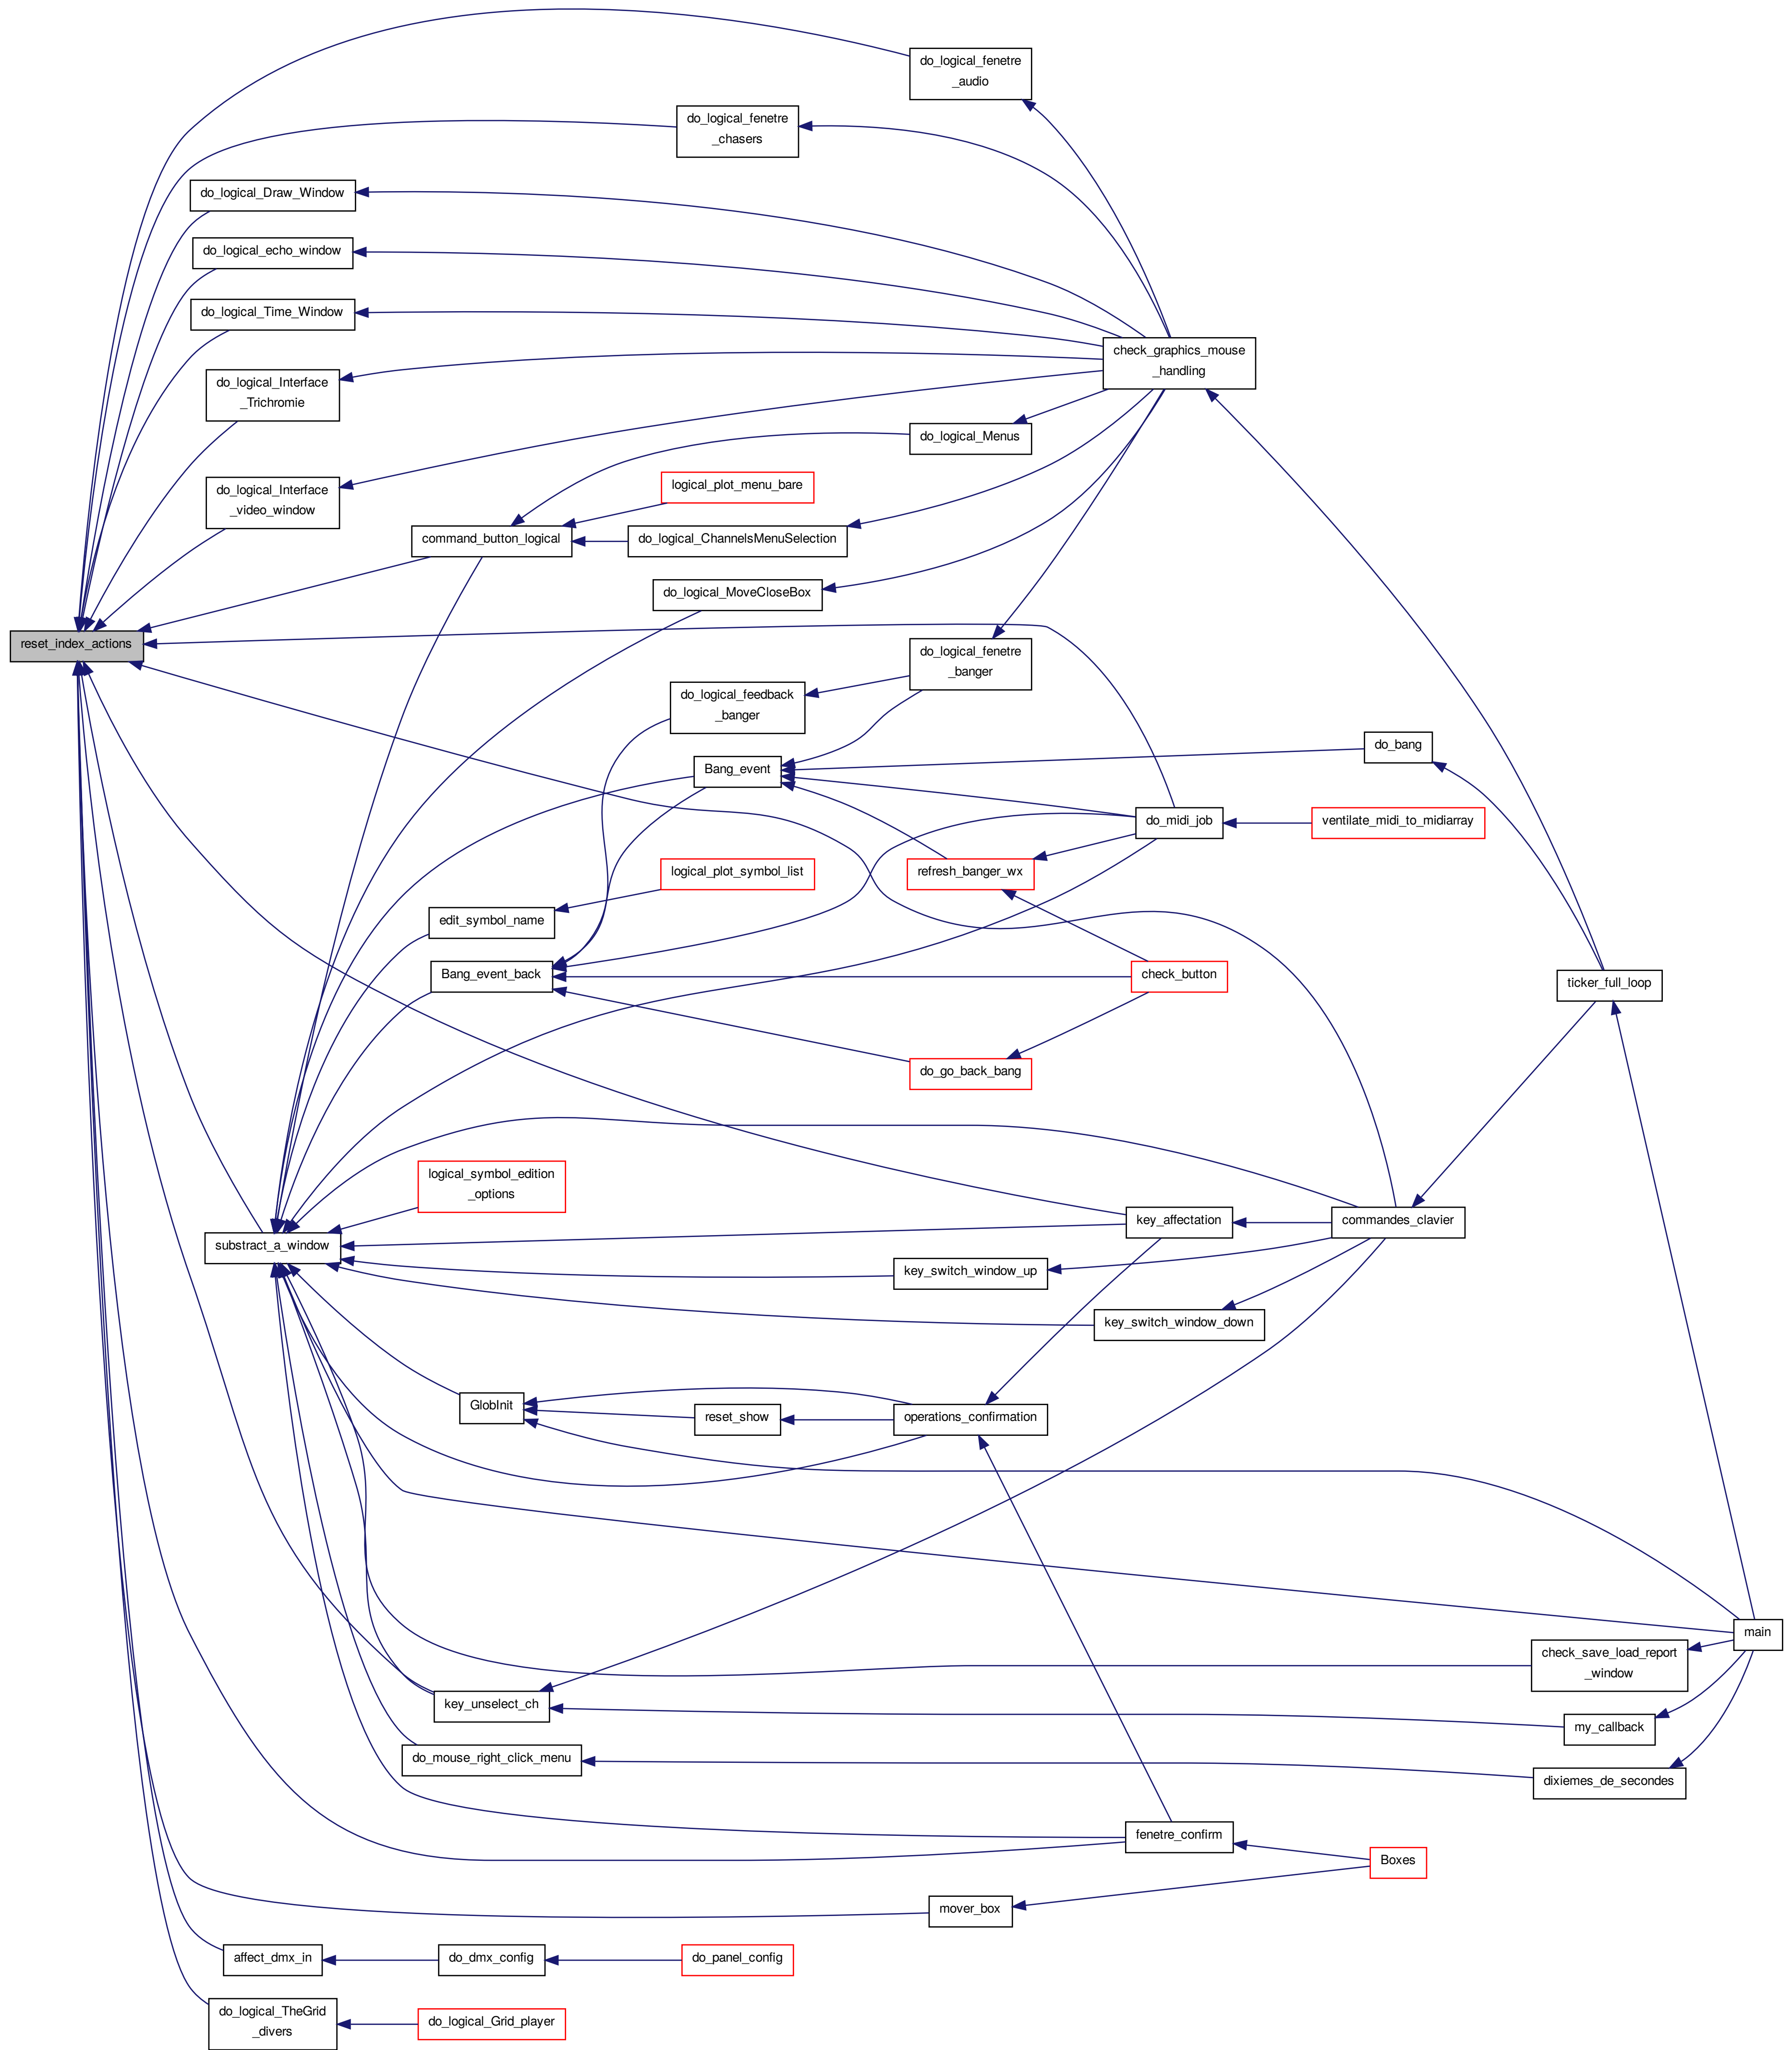 do_logical_fenetre
_audio
do_logical_fenetre
_chasers
do_logical_Draw_Window
do_logical_echo_window
do_logical_Time_Window
check_graphics_mouse
_handling
do_logical_Interface
_Trichromie
do_logical_Menus
logical_plot_menu_bare
do_logical_Interface
_video_window
command_button_logical
do_logical_ChannelsMenuSelection
do_logical_MoveCloseBox
reset_index_actions
do_logical_fenetre
_banger
do_logical_feedback
_banger
do_bang
Bang_event
do_midi_job
ventilate_midi_to_midiarray
logical_plot_symbol_list
refresh_banger_wx
edit_symbol_name
Bang_event_back
check_button
ticker_full_loop
do_go_back_bang
logical_symbol_edition
_options
key_affectation
commandes_clavier
substract_a_window
key_switch_window_up
key_switch_window_down
GlobInit
reset_show
operations_confirmation
main
check_save_load_report
_window
key_unselect_ch
my_callback
do_mouse_right_click_menu
dixiemes_de_secondes
fenetre_confirm
Boxes
mover_box
affect_dmx_in
do_dmx_config
do_panel_config
do_logical_TheGrid
_divers
do_logical_Grid_player